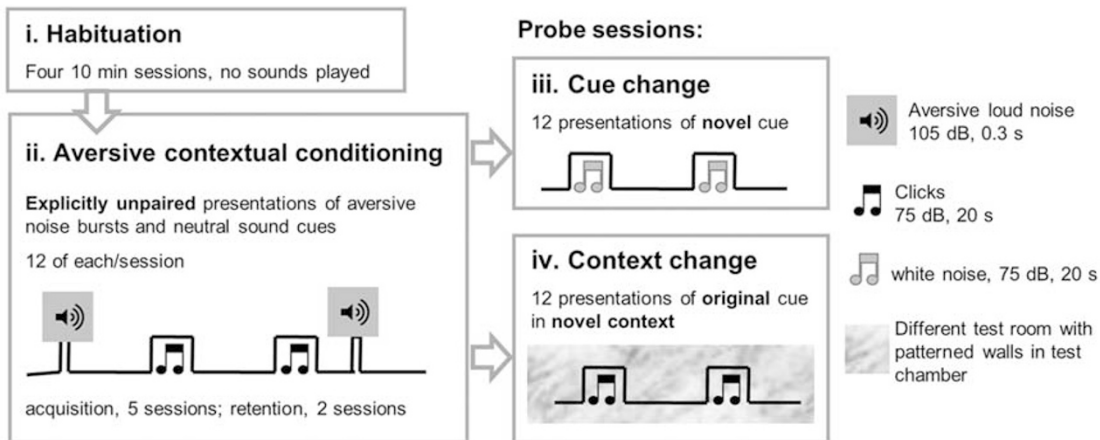 i. Habituation
Four 10 min sessions, no sounds played
ii. Aversive contextual conditioning
Explicitly unpaired presentations of aversive
noise bursts and neutral sound cues
12 of each/session
acquisition, 5 sessions; retention, 2 sessions
Probe sessions:
iii. Cue change
12 presentations of novel cue
iv. Context change
12 presentations of original cue
in novel context
Aversive loud noise
105 dB, 0.3 s
Clicks
75 dB, 20 s
white noise, 75 dB, 20 s
Different test room with
patterned walls in test
chamber